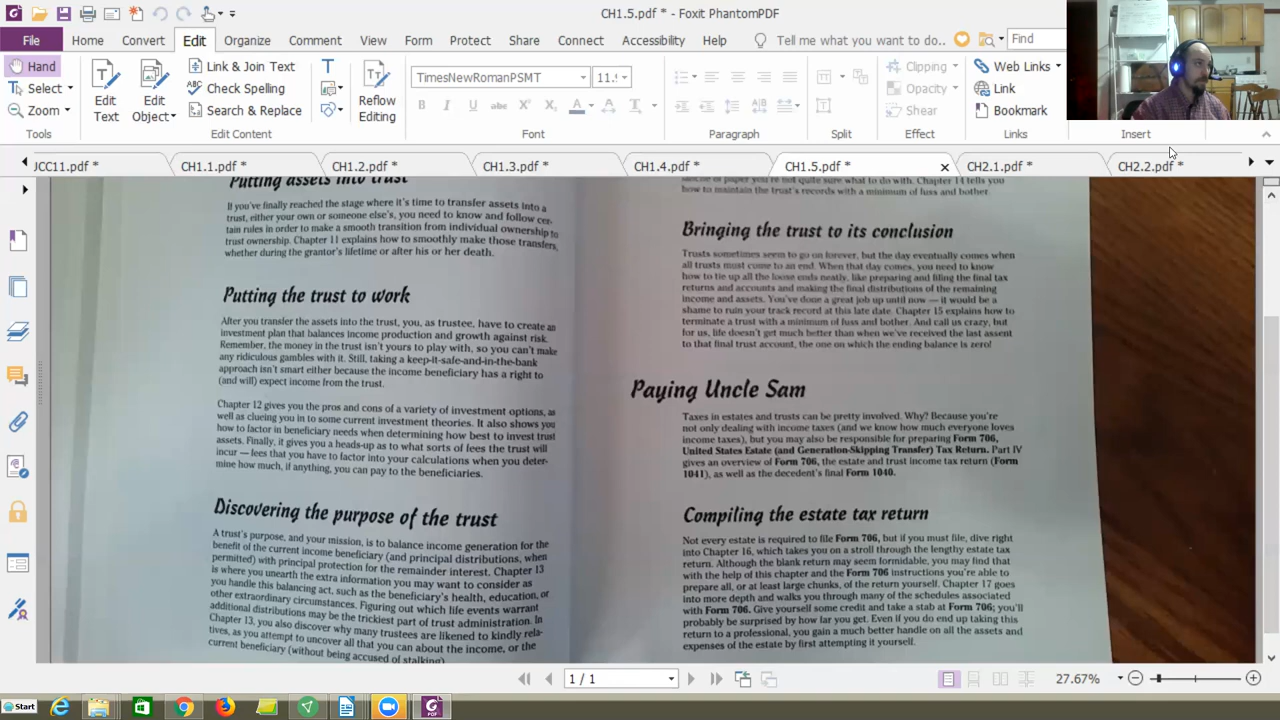 CH1.5.pdf * - Foxit PhantomPDF
File
Home
Convert
Edit
Organize
Comment
View
Form
Protect
Share
Connect
Accessibility
Help
Tell me what you want to do..
Find
Hand
Select
Zoom
Tools
Edit
Text
Edit
Object
Link & Join Text
Check Spelling
Search & Replace
Edit Content
Reflow
Editing
TimesNewRomanPSMT
Font
Paragraph
Split
Clipping
Opacity
Shear
Effect
Web Links
Link
Bookmark
Links
Insert
JCC11.pdf *
CH1.1.pdf *
CH1.2.pdf *
CH1.3.pdf *
CH1.4.pdf *
CH1.5.pdf *
CH2.1.pdf *
CH2.2.pdf *
Putting assets into trust
If you've finally reached the stage where it's time to transfer assets into a
trust, either your own or someone else's, you need to know and follow cer-
tain rules in order to make a smooth transition from individual ownership to
trust ownership. Chapter 11 explains how to smoothly make those transfers,
whether during the grantor's lifetime or after his or her death.
Putting the trust to work
After you transfer the assets into the trust, you, as trustee, have to create an
investment plan that balances income production and growth against risk.
Remember, the money in the trust isn't yours to play with, so you can't make
any ridiculous gambles with it. Still, taking a keep-it-safe-and-in-the-bank
approach isn't smart either because the income beneficiary has a right to
(and will) expect income from the trust.
Chapter 12 gives you the pros and cons of a variety of investment options, as
well as clueing you in to some current investment theories. It also shows you
how to factor in beneficiary needs when determining how best to invest trust
assets. Finally, it gives you a heads-up as to what sorts of fees the trust will
incur — fees that you have to factor into your calculations when you deter-
mine how much, if anything, you can pay to the beneficiaries.
Discovering the purpose of the trust
A trust's purpose, and your mission, is to balance income generation for the
benefit of the current income beneficiary (and principal distributions, when
permitted) with principal protection for the remainder interest. Chapter 13
is where you unearth the extra information you may want to consider as
you handle this balancing act, such as the beneficiary's health, education, or
other extraordinary circumstances. Figuring out which life events warrant
additional distributions may be the trickiest part of trust administration. In
Chapter 13, you also discover why many trustees are likened to kindly rela-
tives, as you attempt to uncover all that you can about the income, or the
current beneficiary (without being accused of stalking)
of paper you're not quite sure what to do with. Chapter 14 tells you
how to maintain the trust's records with a minimum of fuss and bother.
Bringing the trust to its conclusion
Trusts sometimes seem to go on forever, but the day eventually comes when
all trusts must come to an end. When that day comes, you need to know
how to tie up all the loose ends neatly, like preparing and filing the final tax
returns and accounts and making the final distributions of the remaining
income and assets. You've done a great job up until now — it would be a
shame to ruin your track record at this late date. Chapter 15 explains how to
terminate a trust with a minimum of fuss and bother. And call us crazy, but
for us, life doesn't get much better than when we've received the last assent
to that final trust account, the one on which the ending balance is zero!
Paying Uncle Sam
Taxes in estates and trusts can be pretty involved. Why? Because you're
not only dealing with income taxes (and we know how much everyone loves
income taxes), but you may also be responsible for preparing Form 706,
United States Estate (and Generation-Skipping Transfer) Tax Return. Part IV
gives an overview of Form 706, the estate and trust income tax return (Form
1041), as well as the decedent's final Form 1040.
Compiling the estate tax return
Not every estate is required to file Form 706, but if you must file, dive right
into Chapter 16, which takes you on a stroll through the lengthy estate tax
return. Although the blank return may seem formidable, you may find that
with the help of this chapter and the Form 706 instructions you're able to
prepare all, or at least large chunks, of the return yourself. Chapter 17 goes
into more depth and walks you through many of the schedules associated
with Form 706. Give yourself some credit and take a stab at Form 706; you'll
probably be surprised by how far you get. Even if you do end up taking this
return to a professional, you gain a much better handle on all the assets and
expenses of the estate by first attempting it yourself.
1 / 1
27.67%
Start